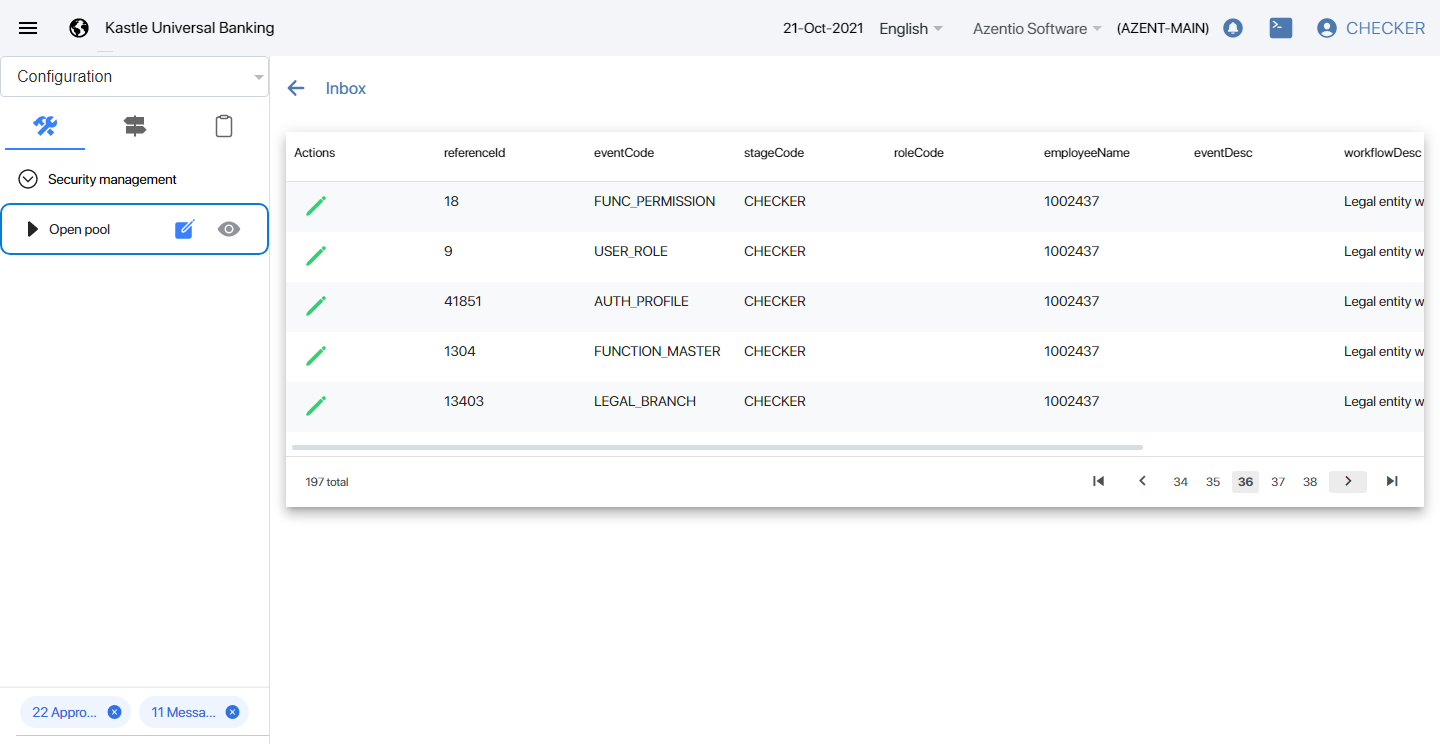 Kastle Universal Banking
21-Oct-2021 English Azentio Software (AZENT-MAIN) CHECKER
Configuration
Security management
Open pool
22 Appro...
11 Messa...
Inbox
Actions referenceId eventCode stageCode roleCode employeeName eventDesc workflowDesc
18 FUNC_PERMISSION CHECKER 1002437 Legal entity w
9 USER_ROLE CHECKER 1002437 Legal entity w
41851 AUTH_PROFILE CHECKER 1002437 Legal entity w
1304 FUNCTION_MASTER CHECKER 1002437 Legal entity w
13403 LEGAL_BRANCH CHECKER 1002437 Legal entity w
197 total 34 35 36 37 38